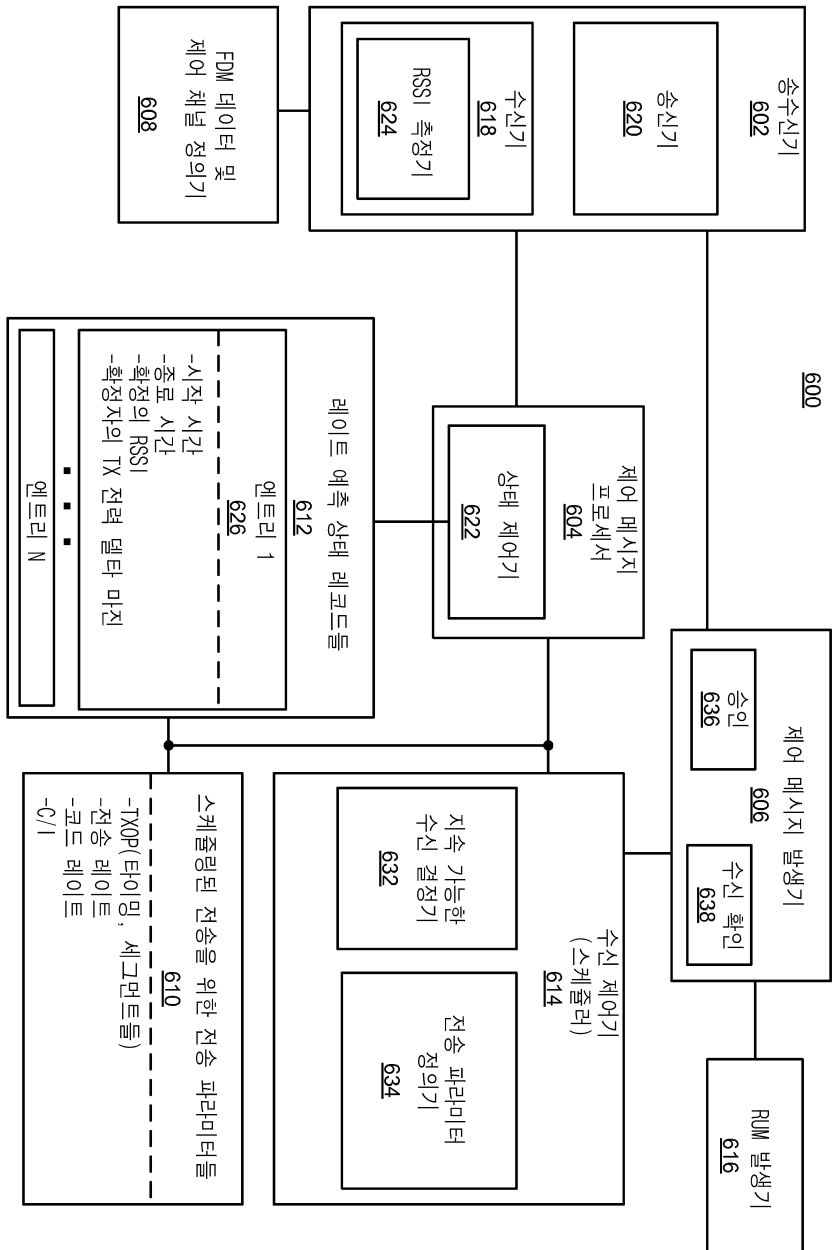 600
송수신기
602
송신기
620
수신기
618
RSSI 측정기
624
FDM 데이터 및
제어 채널 정의기
608
제어 메시지
프로세서
604
상태 제어기
622
레이트 예측 상태 레코드들
612
엔트리 1
626
-시작 시간
-종료 시간
-확정의 RSSI
-확정자의 TX 전력 델타 마진
엔트리 N
제어 메시지 발생기
606
승인
636
수신 확인
638
RUM 발생기
616
수신 제어기
(스케줄러)
614
지속 가능한
수신 결정기
632
전송 파라미터
정의기
634
스케줄링된 전송을 위한 전송 파라미터들
610
-TXOP(타이밍, 세그먼트들)
-전송 레이트
-코드 레이트
-C/I